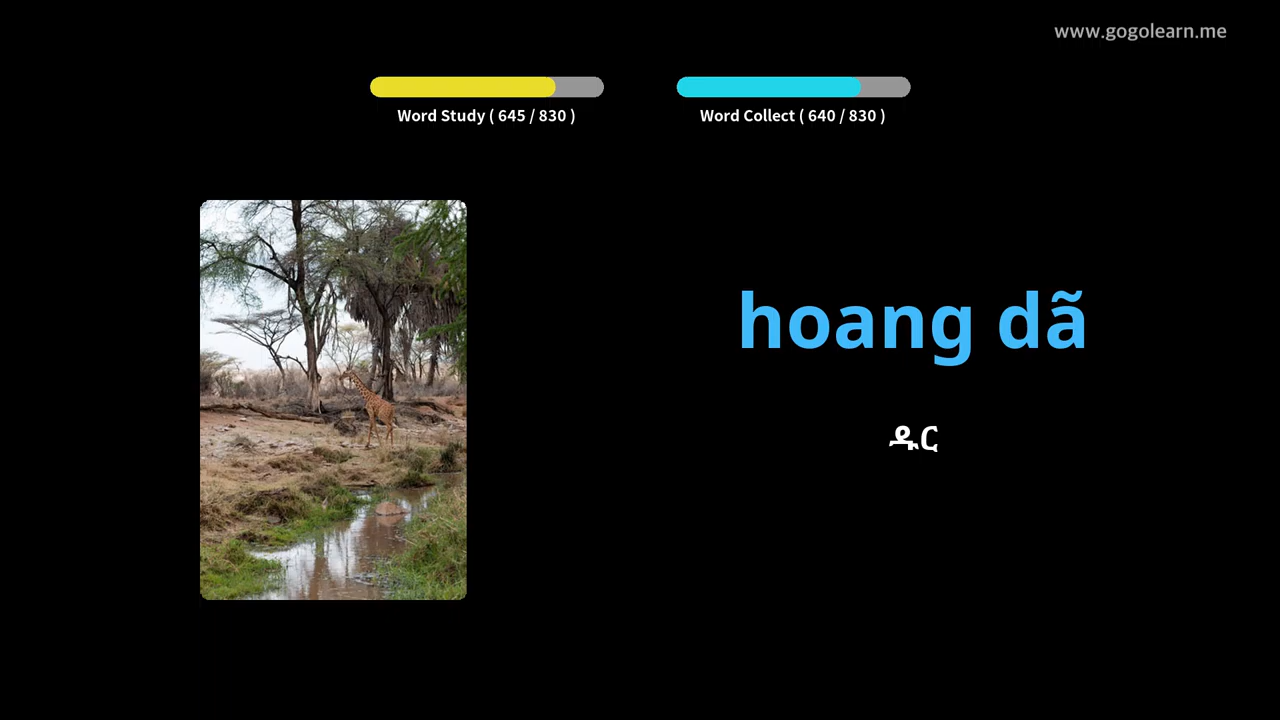 www.gogolearn.me
Word Study ( 645 / 830 )
Word Collect ( 640 / 830 )
hoang dã
ዱር